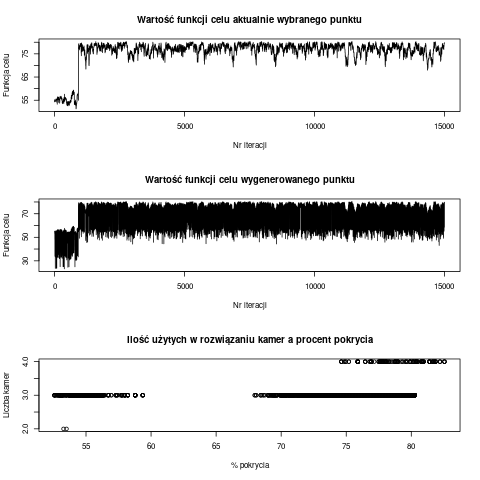 Wartość funkcji celu aktualnie wybranego punktu
Funkcja celu
75
65
55
0 5000 10000 15000
Nr iteracji
Wartość funkcji celu wygenerowanego punktu
Funkcja celu
70
50
30
0 5000 10000 15000
Nr iteracji
Ilość użytych w rozwiązaniu kamer a procent pokrycia
Liczba kamer
4.0
3.0
2.0
55 60 65 70 75 80
% pokrycia